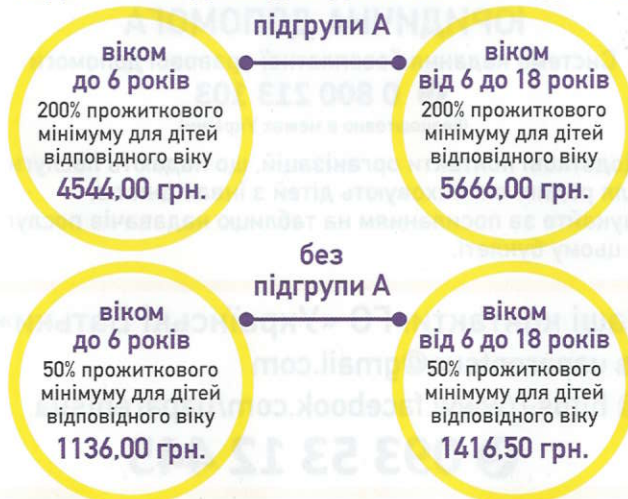 підгрупи А
віком
до 6 років
200% прожиткового
мінімуму для дітей
відповідного віку
4544,00 грн.
віком
від 6 до 18 років
200% прожиткового
мінімуму для дітей
відповідного віку
5666,00 грн.
без
підгрупи А
віком
до 6 років
50% прожиткового
мінімуму для дітей
відповідного віку
1136,00 грн.
віком
від 6 до 18 років
50% прожиткового
мінімуму для дітей
відповідного віку
1416,50 грн.